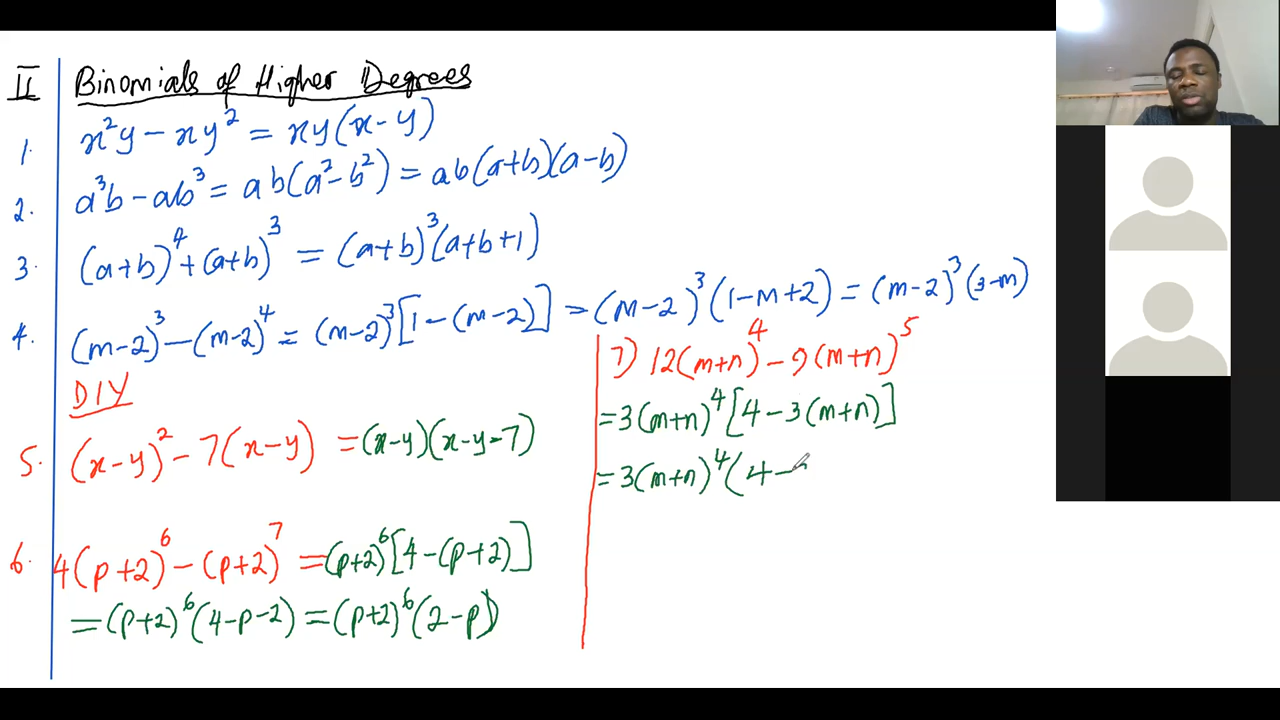 II Binomials of Higher Degrees
1. x²y - xy² = xy(x-y)
2. a³b - ab³ = ab(a²-b²) = ab(a+b)(a-b)
3. (a+b)⁴ + (a+b)³ = (a+b)³(a+b+1)
4. (m-2)³ - (m-2)⁴ = (m-2)³[1-(m-2)] = (m-2)³(1-m+2) = (m-2)³(3-m)
DIY
5. (x-y)² - 7(x-y) = (x-y)(x-y-7)
6. 4(p+2)⁶ - (p+2)⁷ = (p+2)⁶[4-(p+2)]
= (p+2)⁶(4-p-2) = (p+2)⁶(2-p)
7) 12(m+n)⁴ - 9(m+n)⁵
= 3(m+n)⁴[4-3(m+n)]
= 3(m+n)⁴(4-